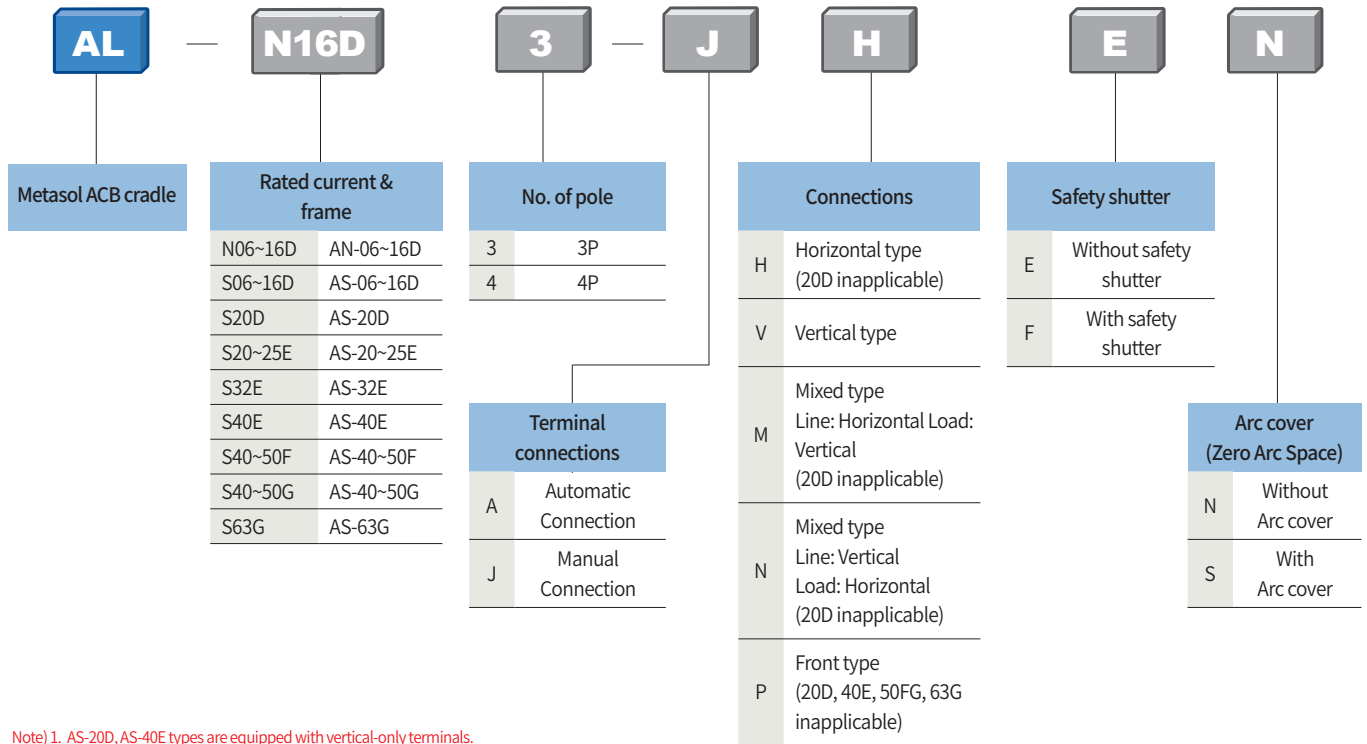 AL — N16D 3 — J H E N
Metasol ACB cradle
Rated current &
frame
N06~16D AN-06~16D
S06~16D AS-06~16D
S20D AS-20D
S20~25E AS-20~25E
S32E AS-32E
S40E AS-40E
S40~50F AS-40~50F
S40~50G AS-40~50G
S63G AS-63G
No. of pole
3 3P
4 4P
Terminal
connections
A Automatic
Connection
J Manual
Connection
Connections
H Horizontal type
(20D inapplicable)
V Vertical type
M Mixed type
Line: Horizontal Load:
Vertical
(20D inapplicable)
N Mixed type
Line: Vertical
Load: Horizontal
(20D inapplicable)
P Front type
(20D, 40E, 50FG, 63G
inapplicable)
Safety shutter
E Without safety
shutter
F With safety
shutter
Arc cover
(Zero Arc Space)
N Without
Arc cover
S With
Arc cover
Note) 1. AS-20D, AS-40E types are equipped with vertical-only terminals.